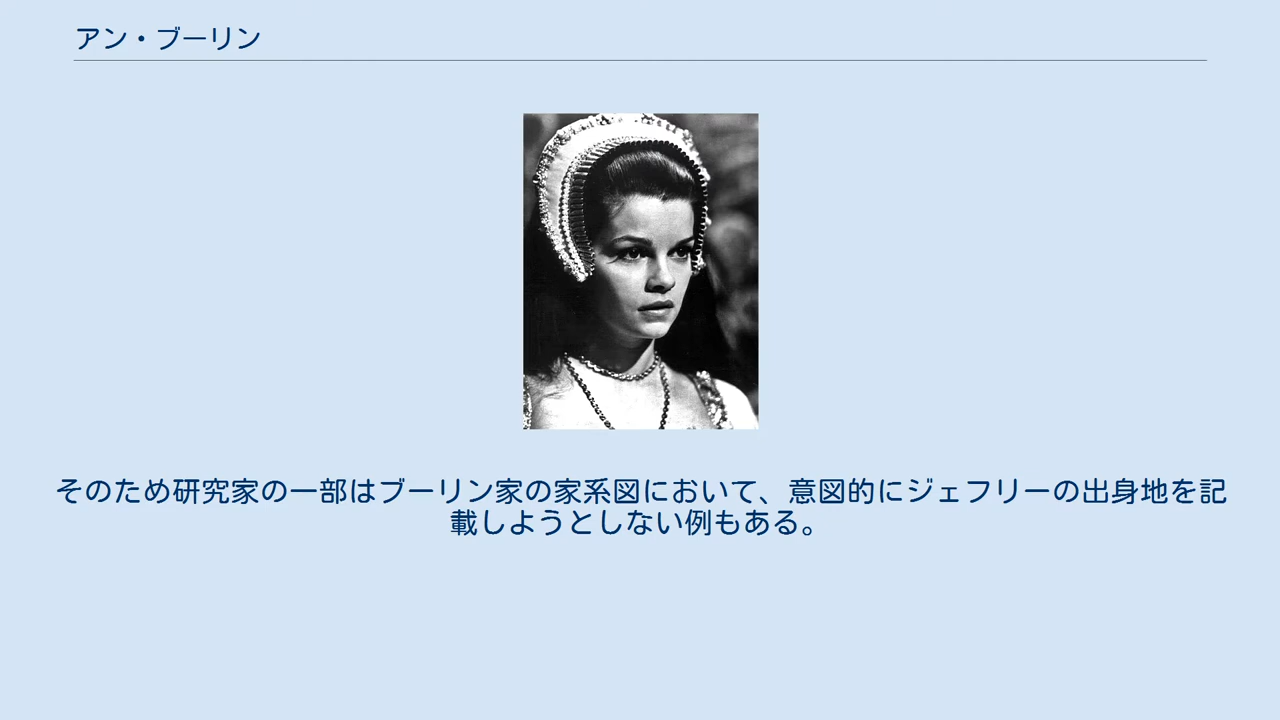 アン・ブーリン
そのため研究家の一部はブーリン家の家系図において、意図的にジェフリーの出身地を記
載しようとしない例もある。